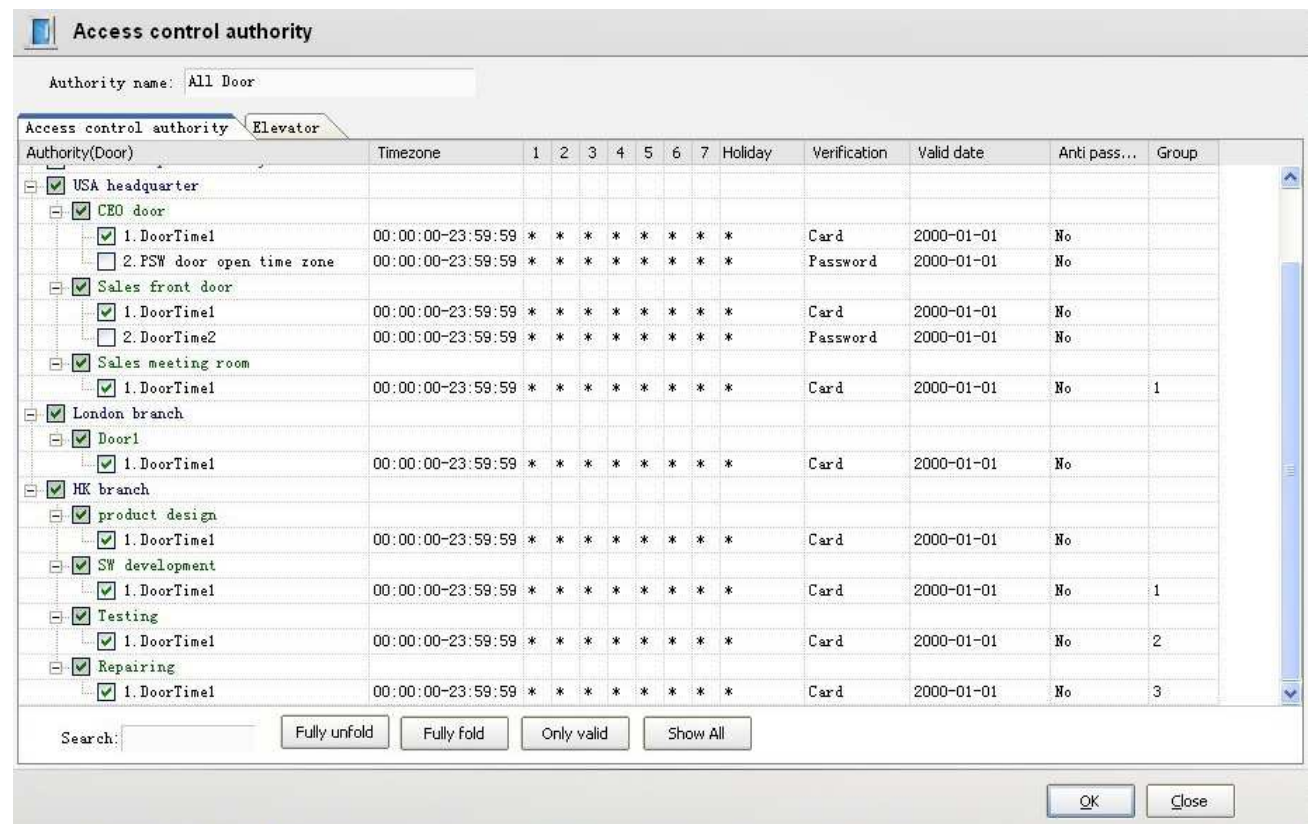 Access control authority
Authority name: All Door
Access control authority Elevator
Authority(Door) Timezone 1 2 3 4 5 6 7 Holiday Verification Valid date Anti pass... Group
USA headquarter
CEO door
1.DoorTime1 00:00:00-23:59:59 * * * * * * * * Card 2000-01-01 No
2.PSW door open time zone 00:00:00-23:59:59 * * * * * * * * Password 2000-01-01 No
Sales front door
1.DoorTime1 00:00:00-23:59:59 * * * * * * * * Card 2000-01-01 No
2.DoorTime2 00:00:00-23:59:59 * * * * * * * * Password 2000-01-01 No
Sales meeting room
1.DoorTime1 00:00:00-23:59:59 * * * * * * * * Card 2000-01-01 No 1
London branch
Door1
1.DoorTime1 00:00:00-23:59:59 * * * * * * * * Card 2000-01-01 No
HK branch
product design
1.DoorTime1 00:00:00-23:59:59 * * * * * * * * Card 2000-01-01 No
SW development
1.DoorTime1 00:00:00-23:59:59 * * * * * * * * Card 2000-01-01 No 1
Testing
1.DoorTime1 00:00:00-23:59:59 * * * * * * * * Card 2000-01-01 No 2
Repairing
1.DoorTime1 00:00:00-23:59:59 * * * * * * * * Card 2000-01-01 No 3
Search: Fully unfold Fully fold Only valid Show All
OK Close